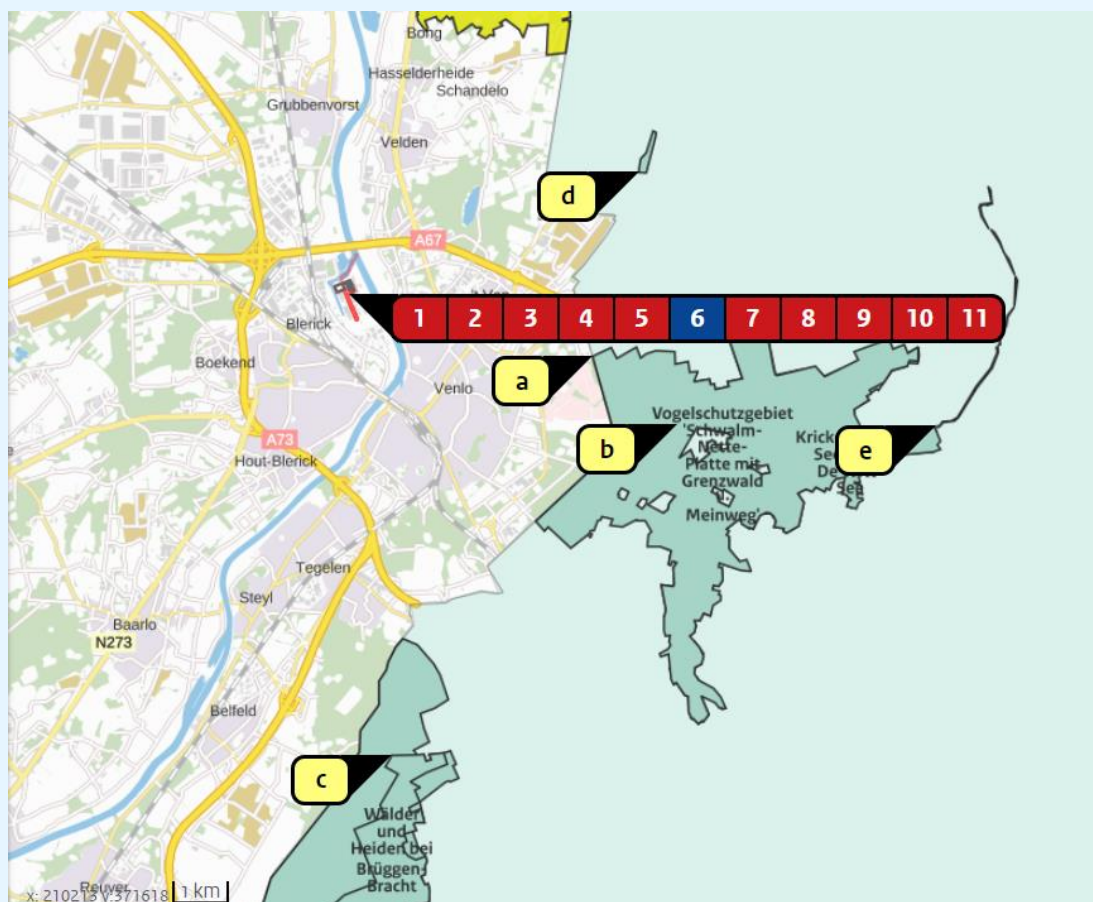 Bong
Hasselderheide
Schandelo
Grubbenvorst
Velden
d
A67
1 2 3 4 5 6 7 8 9 10 11
Blerick
Boekend
a
Venlo
Vogelschutzgebiet
'Schwalm-
Nette-
Platte mit
Grenzwald
u.
Meinweg'
b
e
A73
Hout-Blerick
Tegelen
Steyl
Baarlo
N273
Belfeld
c
Wälder
und
Heiden bei
Brüggen-
Bracht
Reuver
x: 210213 y:371618
1 km